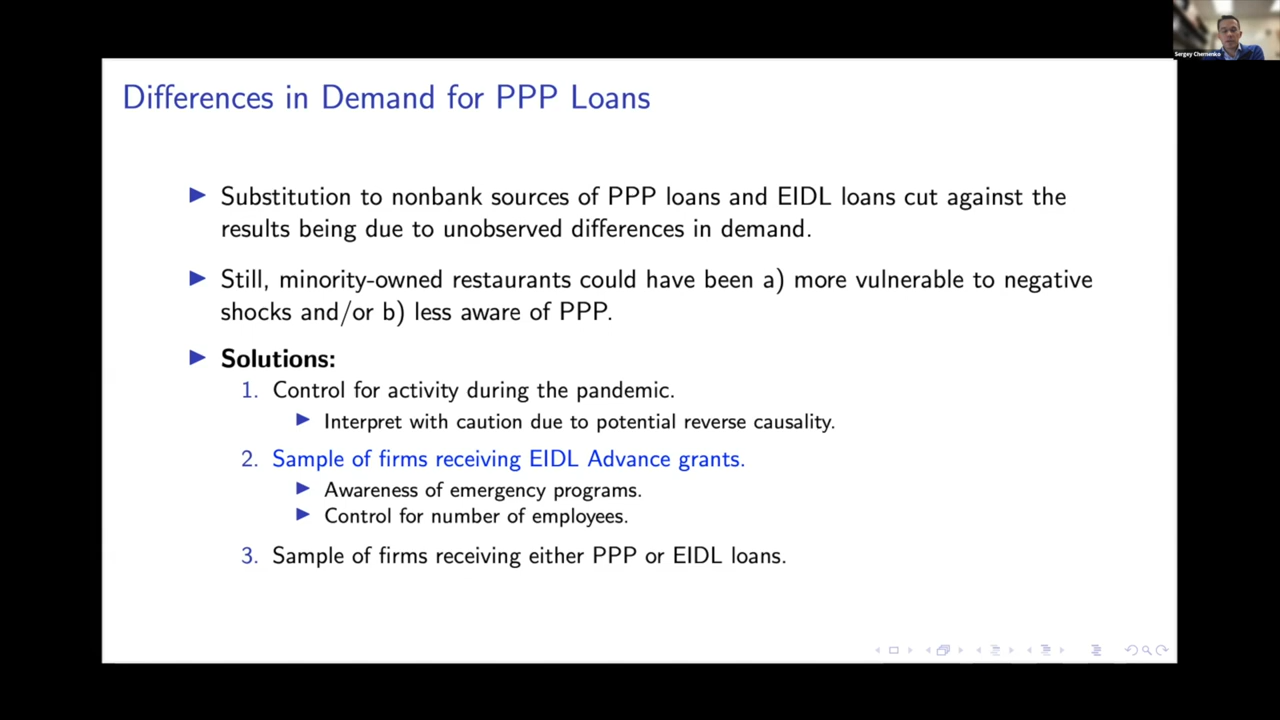 Sergey Chernenko
Differences in Demand for PPP Loans
Substitution to nonbank sources of PPP loans and EIDL loans cut against the
results being due to unobserved differences in demand.
Still, minority-owned restaurants could have been a) more vulnerable to negative
shocks and/or b) less aware of PPP.
Solutions:
1. Control for activity during the pandemic.
Interpret with caution due to potential reverse causality.
2. Sample of firms receiving EIDL Advance grants.
Awareness of emergency programs.
Control for number of employees.
3. Sample of firms receiving either PPP or EIDL loans.